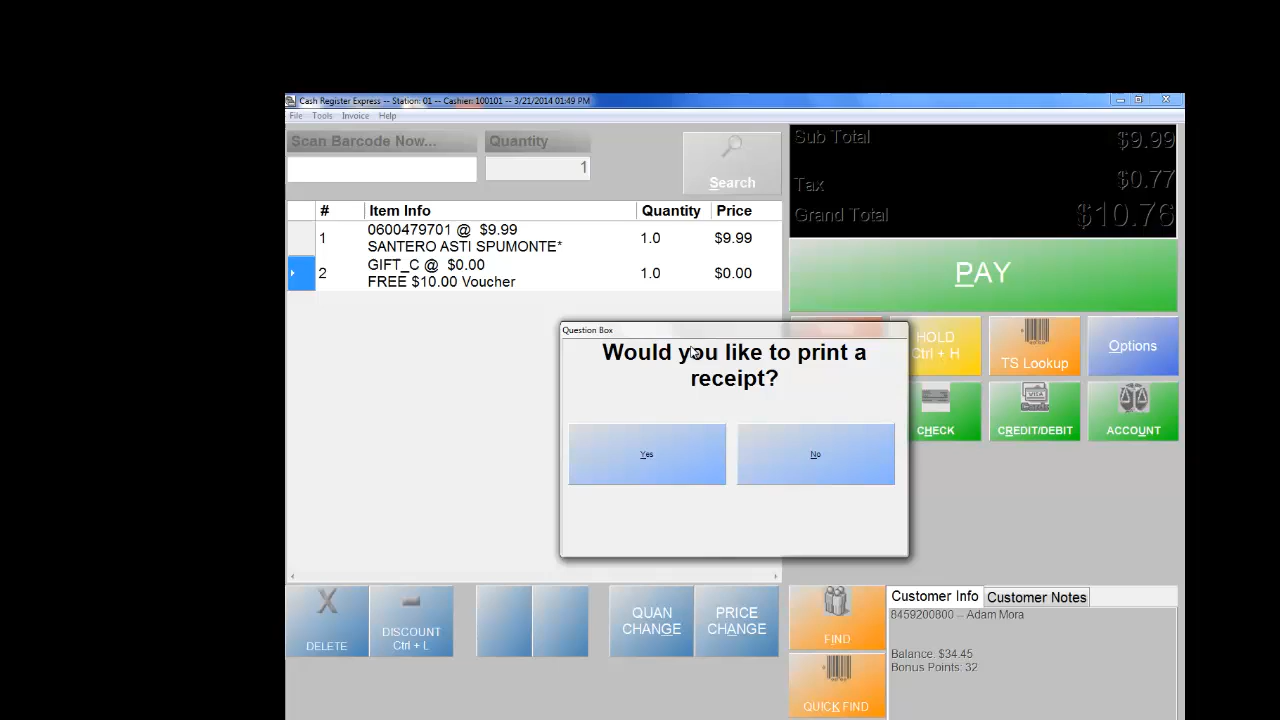 Cash Register Express -- Station: 01 -- Cashier: 100101 -- 3/21/2014 01:49 PM
File Tools Invoice Help
Scan Barcode Now...
Quantity
1
Search
Sub Total $9.99
Tax $0.77
Grand Total $10.76
# Item Info Quantity Price
1 0600479701 @ $9.99 1.0 $9.99
SANTERO ASTI SPUMONTE*
2 GIFT_C @ $0.00 1.0 $0.00
FREE $10.00 Voucher
PAY
HOLD
Ctrl + H
TS Lookup
Options
CHECK
CREDIT/DEBIT
ACCOUNT
Question Box
Would you like to print a
receipt?
Yes
No
DELETE
DISCOUNT
Ctrl + L
QUAN
CHANGE
PRICE
CHANGE
FIND
QUICK FIND
Customer Info
Customer Notes
8459200800 -- Adam Mora
Balance: $34.45
Bonus Points: 32